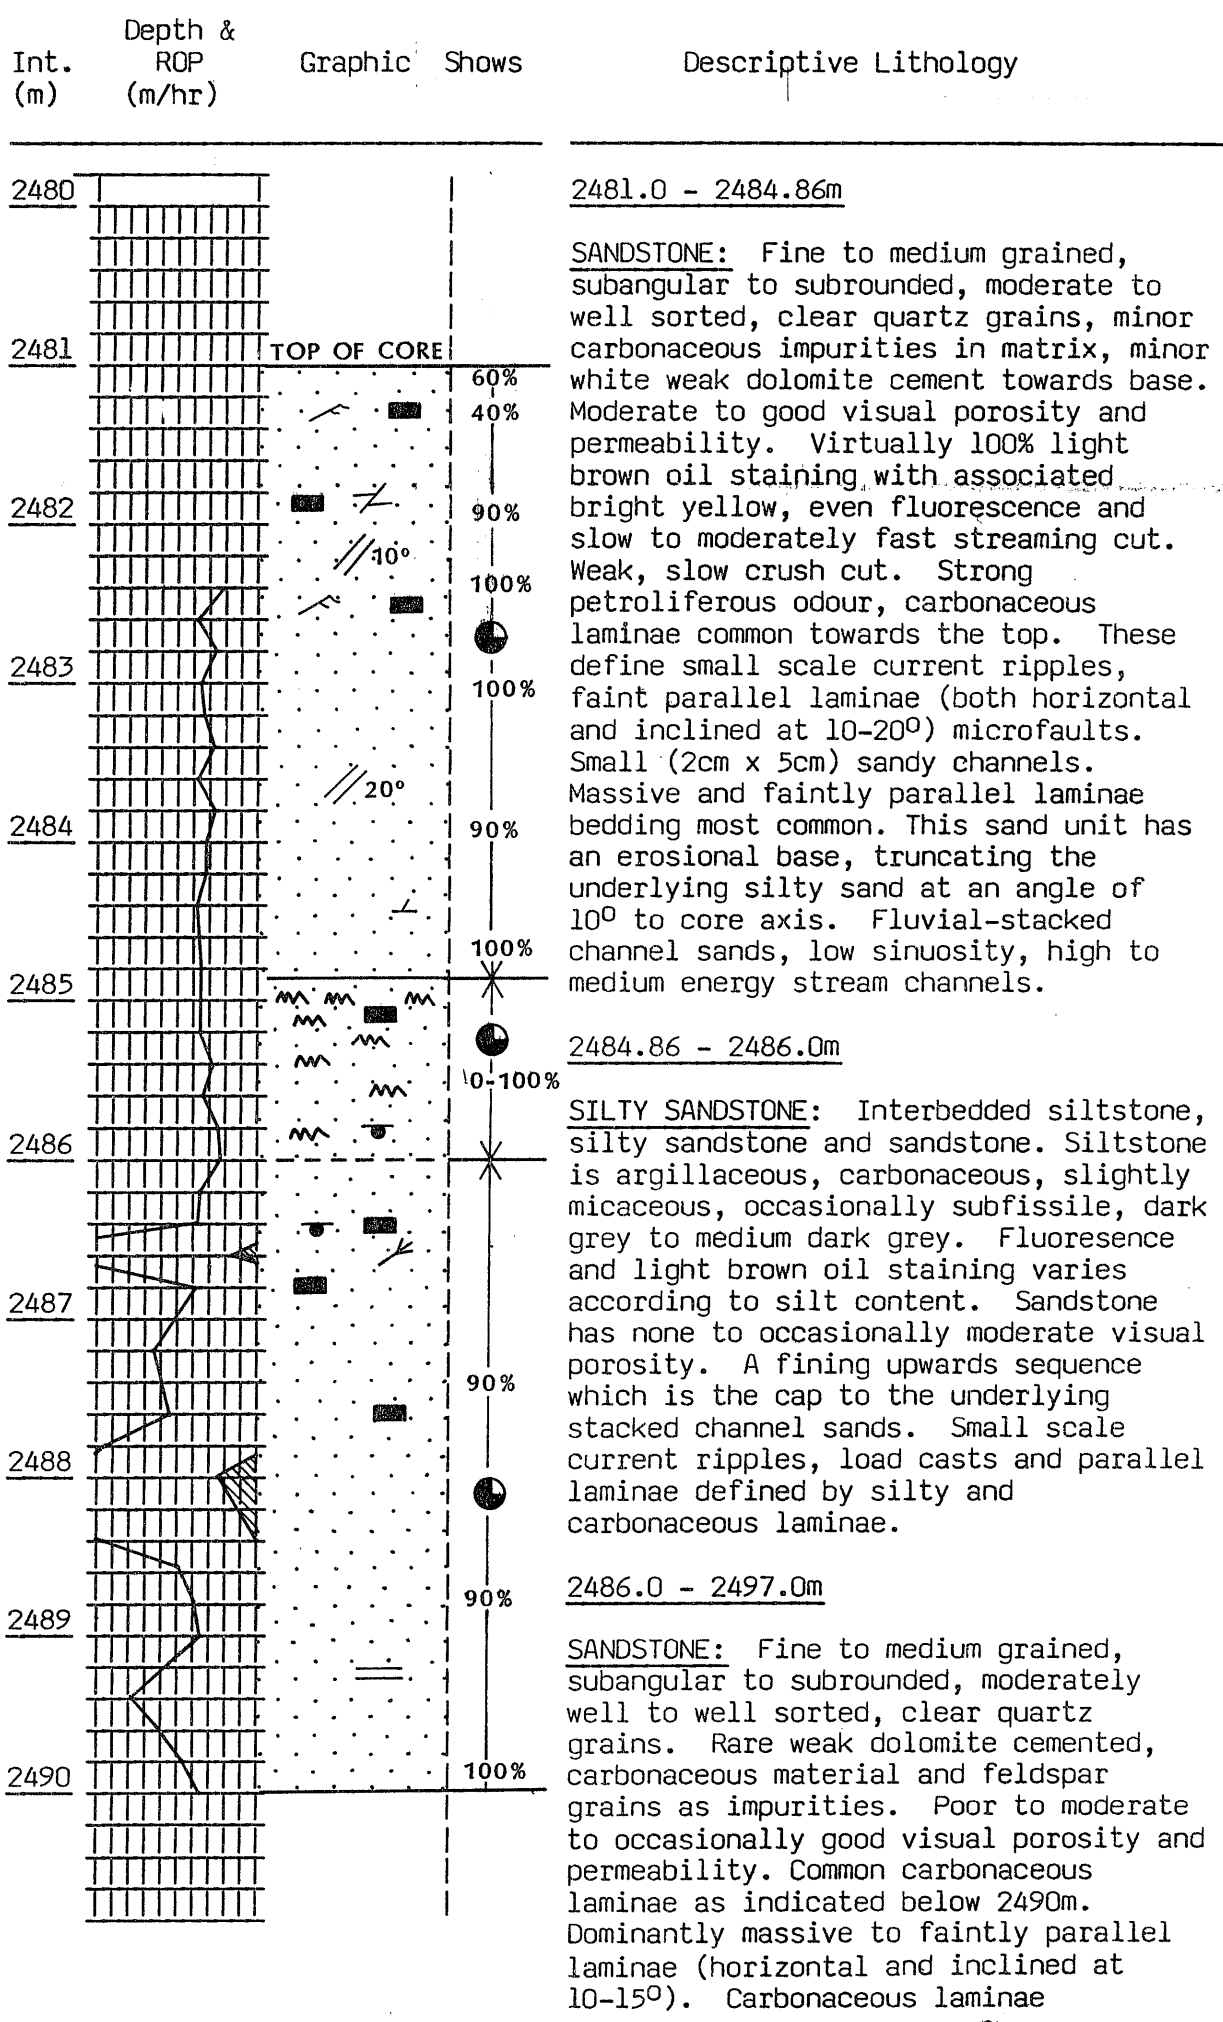 Depth &
Int. ROP Graphic Shows Descriptive Lithology
(m) (m/hr)
2480
2481
2482
2483
2484
2485
2486
2487
2488
2489
2490
TOP OF CORE
10º
20º
60%
40%
90%
100%
100%
90%
100%
0-100%
90%
90%
100%
2481.0 - 2484.86m
SANDSTONE: Fine to medium grained,
subangular to subrounded, moderate to
well sorted, clear quartz grains, minor
carbonaceous impurities in matrix, minor
white weak dolomite cement towards base.
Moderate to good visual porosity and
permeability. Virtually 100% light
brown oil staining with associated
bright yellow, even fluorescence and
slow to moderately fast streaming cut.
Weak, slow crush cut. Strong
petroliferous odour, carbonaceous
laminae common towards the top. These
define small scale current ripples,
faint parallel laminae (both horizontal
and inclined at 10-20º) microfaults.
Small (2cm x 5cm) sandy channels.
Massive and faintly parallel laminae
bedding most common. This sand unit has
an erosional base, truncating the
underlying silty sand at an angle of
10º to core axis. Fluvial-stacked
channel sands, low sinuosity, high to
medium energy stream channels.
2484.86 - 2486.0m
SILTY SANDSTONE: Interbedded siltstone,
silty sandstone and sandstone. Siltstone
is argillaceous, carbonaceous, slightly
micaceous, occasionally subfissile, dark
grey to medium dark grey. Fluoresence
and light brown oil staining varies
according to silt content. Sandstone
has none to occasionally moderate visual
porosity. A fining upwards sequence
which is the cap to the underlying
stacked channel sands. Small scale
current ripples, load casts and parallel
laminae defined by silty and
carbonaceous laminae.
2486.0 - 2497.0m
SANDSTONE: Fine to medium grained,
subangular to subrounded, moderately
well to well sorted, clear quartz
grains. Rare weak dolomite cemented,
carbonaceous material and feldspar
grains as impurities. Poor to moderate
to occasionally good visual porosity and
permeability. Common carbonaceous
laminae as indicated below 2490m.
Dominantly massive to faintly parallel
laminae (horizontal and inclined at
10-15º). Carbonaceous laminae